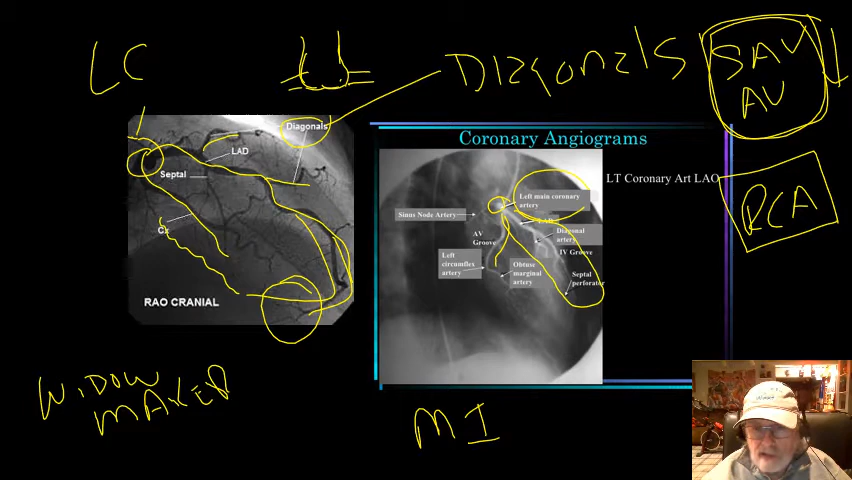 LC
DIagonals
SAV
AV
RCA
Diagonals
LAD
Septal
Cx
RAO CRANIAL
Coronary Angiograms
LT Coronary Art LAO
Left main coronary
artery
Sinus Node Artery
LAD
AV
Groove
Diagonal
artery
IV Groove
Left
circumflex
artery
Obtuse
marginal
artery
Septal
perforator
WIDOW
MAKER
MI